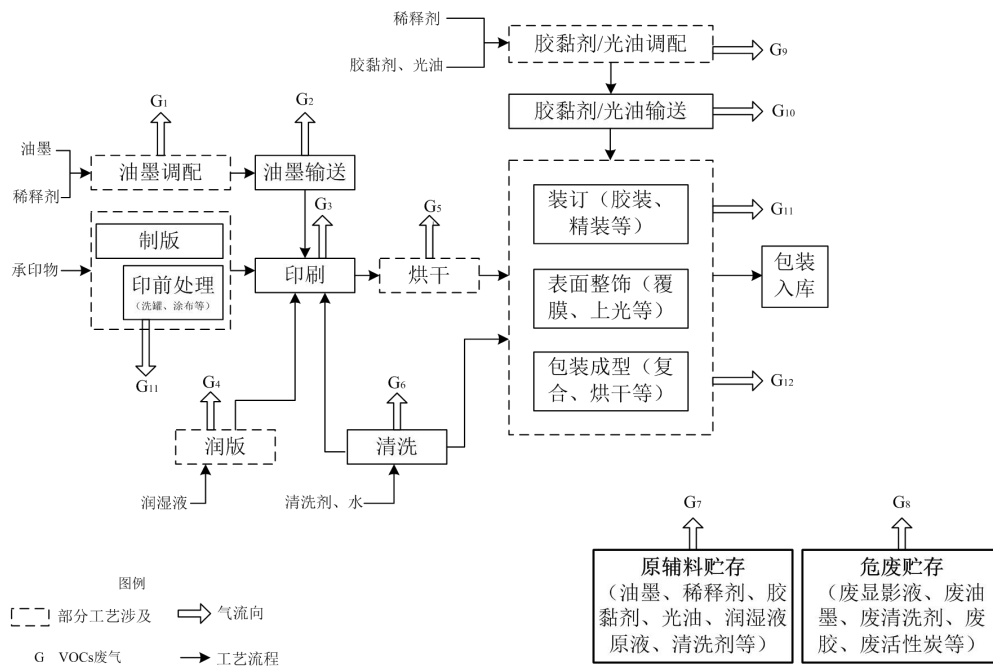 稀释剂
胶黏剂、光油
胶黏剂/光油调配
G9
胶黏剂/光油输送
G10
G1
G2
油墨
稀释剂
油墨调配
油墨输送
G3
G5
制版
承印物
印前处理
（洗罐、涂布等）
印刷
烘干
G11
装订（胶装、
精装等）
G11
表面整饰（覆
膜、上光等）
包装
入库
包装成型（复
合、烘干等）
G12
G4
G6
润版
清洗
润湿液
清洗剂、水
G7
G8
原辅料贮存
（油墨、稀释剂、胶
黏剂、光油、润湿液
原液、清洗剂等）
危废贮存
（废显影液、废油
墨、废清洗剂、废
胶、废活性炭等）
图例
部分工艺涉及
气流向
G VOCs废气
工艺流程